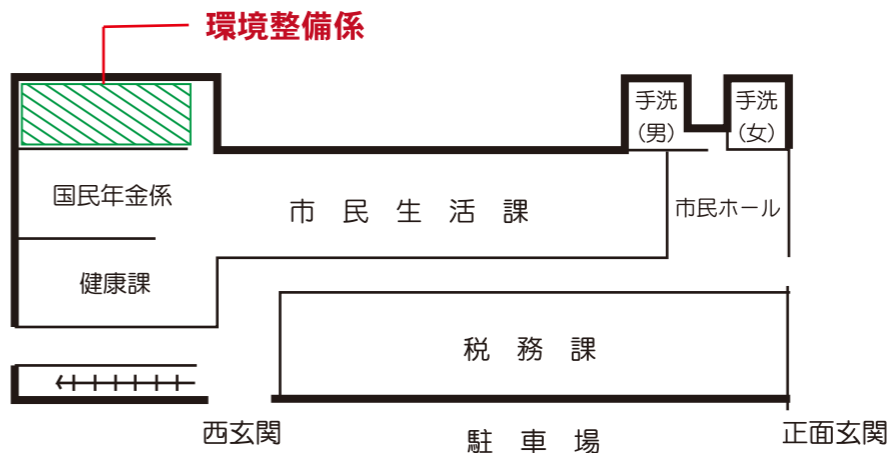 環境整備係
手洗
(男)
手洗
(女)
国民年金係
市民生活課
市民ホール
健康課
税務課
西玄関
駐車場
正面玄関